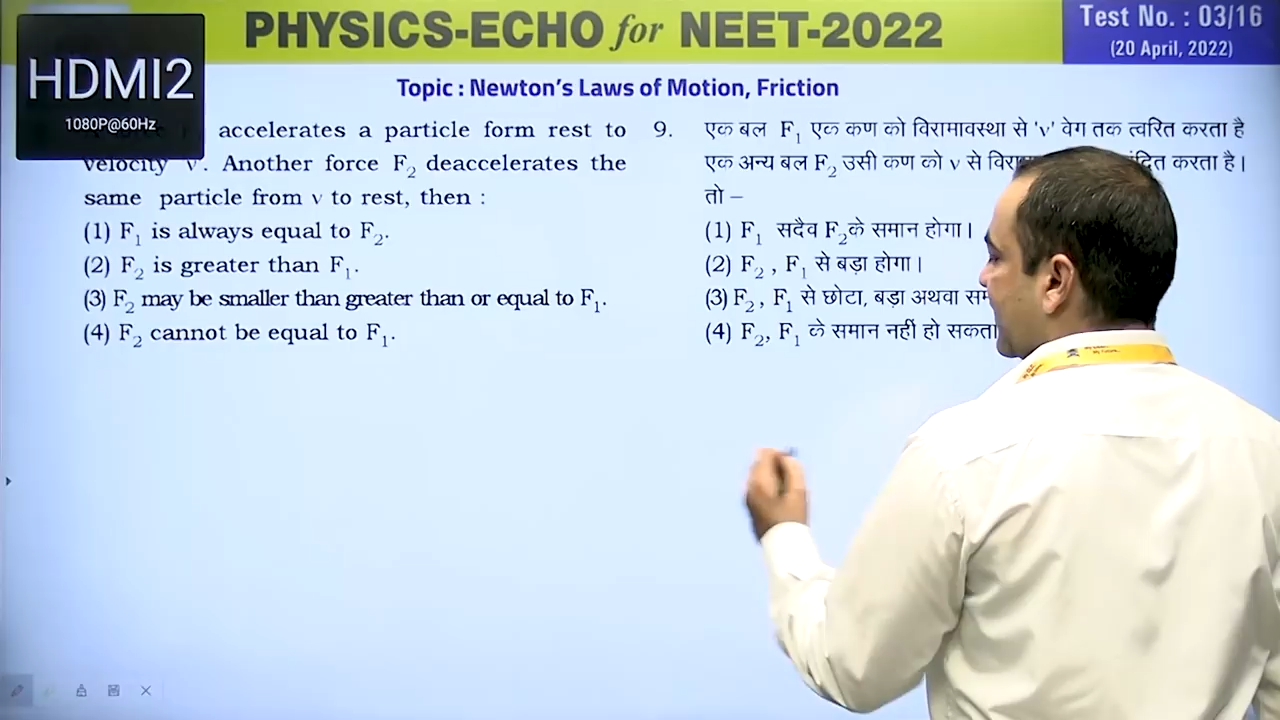 PHYSICS-ECHO for NEET-2022
Test No. : 03/16
(20 April, 2022)
HDMI2
1080P@60Hz
Topic : Newton's Laws of Motion, Friction
accelerates a particle form rest to
velocity 'v'. Another force F₂ deaccelerates the
same particle from v to rest, then :
(1) F₁ is always equal to F₂.
(2) F₂ is greater than F₁.
(3) F₂ may be smaller than greater than or equal to F₁.
(4) F₂ cannot be equal to F₁.
9. एक बल F₁ एक कण को विरामावस्था से 'v' वेग तक त्वरित करता है
एक अन्य बल F₂ उसी कण को v से करता है।
तो –
(1) F₁ सदैव F₂के समान होगा।
(2) F₂ , F₁ से बड़ा होगा।
(3) F₂ , F₁ से छोटा, बड़ा अथवा
(4) F₂, F₁ के समान नहीं हो सकता